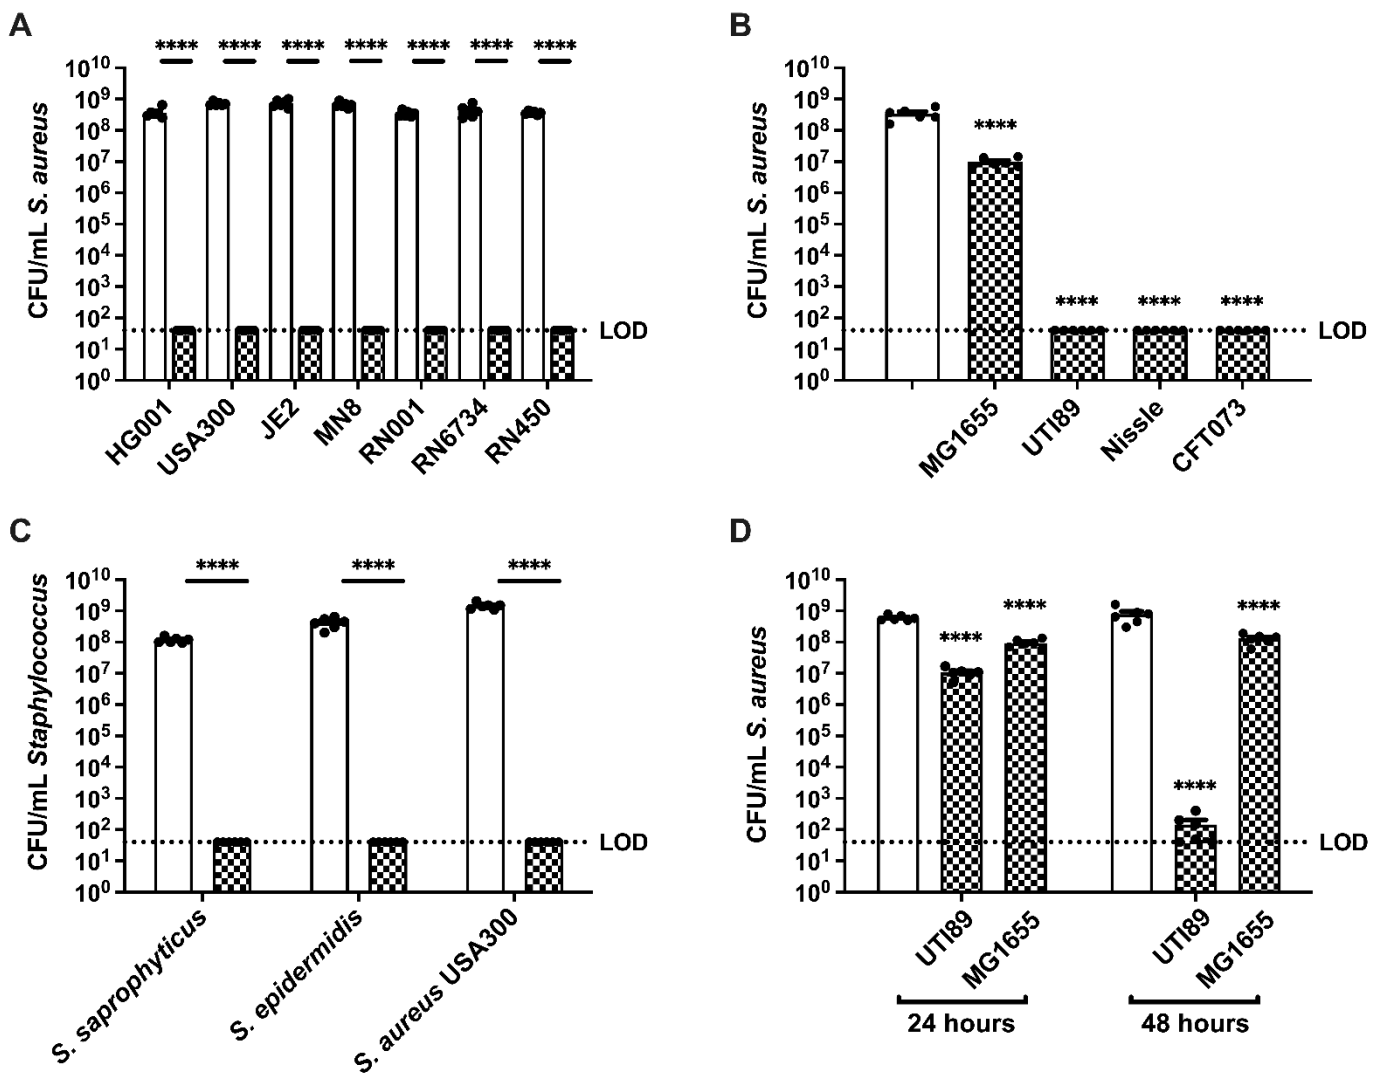 A
**** **** **** **** **** **** ****
CFU/mL S. aureus
10^10
10^9
10^8
10^7
10^6
10^5
10^4
10^3
10^2
10^1
10^0
LOD
HG001
USA300
JE2
MN8
RN001
RN6734
RN450
B
CFU/mL S. aureus
10^10
10^9
10^8
10^7
10^6
10^5
10^4
10^3
10^2
10^1
10^0
****
**** **** ****
LOD
MG1655
UTI89
Nissle
CFT073
C
CFU/mL Staphylococcus
10^10
10^9
10^8
10^7
10^6
10^5
10^4
10^3
10^2
10^1
10^0
**** **** ****
LOD
S. saprophyticus
S. epidermidis
S. aureus USA300
D
CFU/mL S. aureus
10^10
10^9
10^8
10^7
10^6
10^5
10^4
10^3
10^2
10^1
10^0
****
****
****
****
LOD
UTI89
MG1655
UTI89
MG1655
24 hours
48 hours